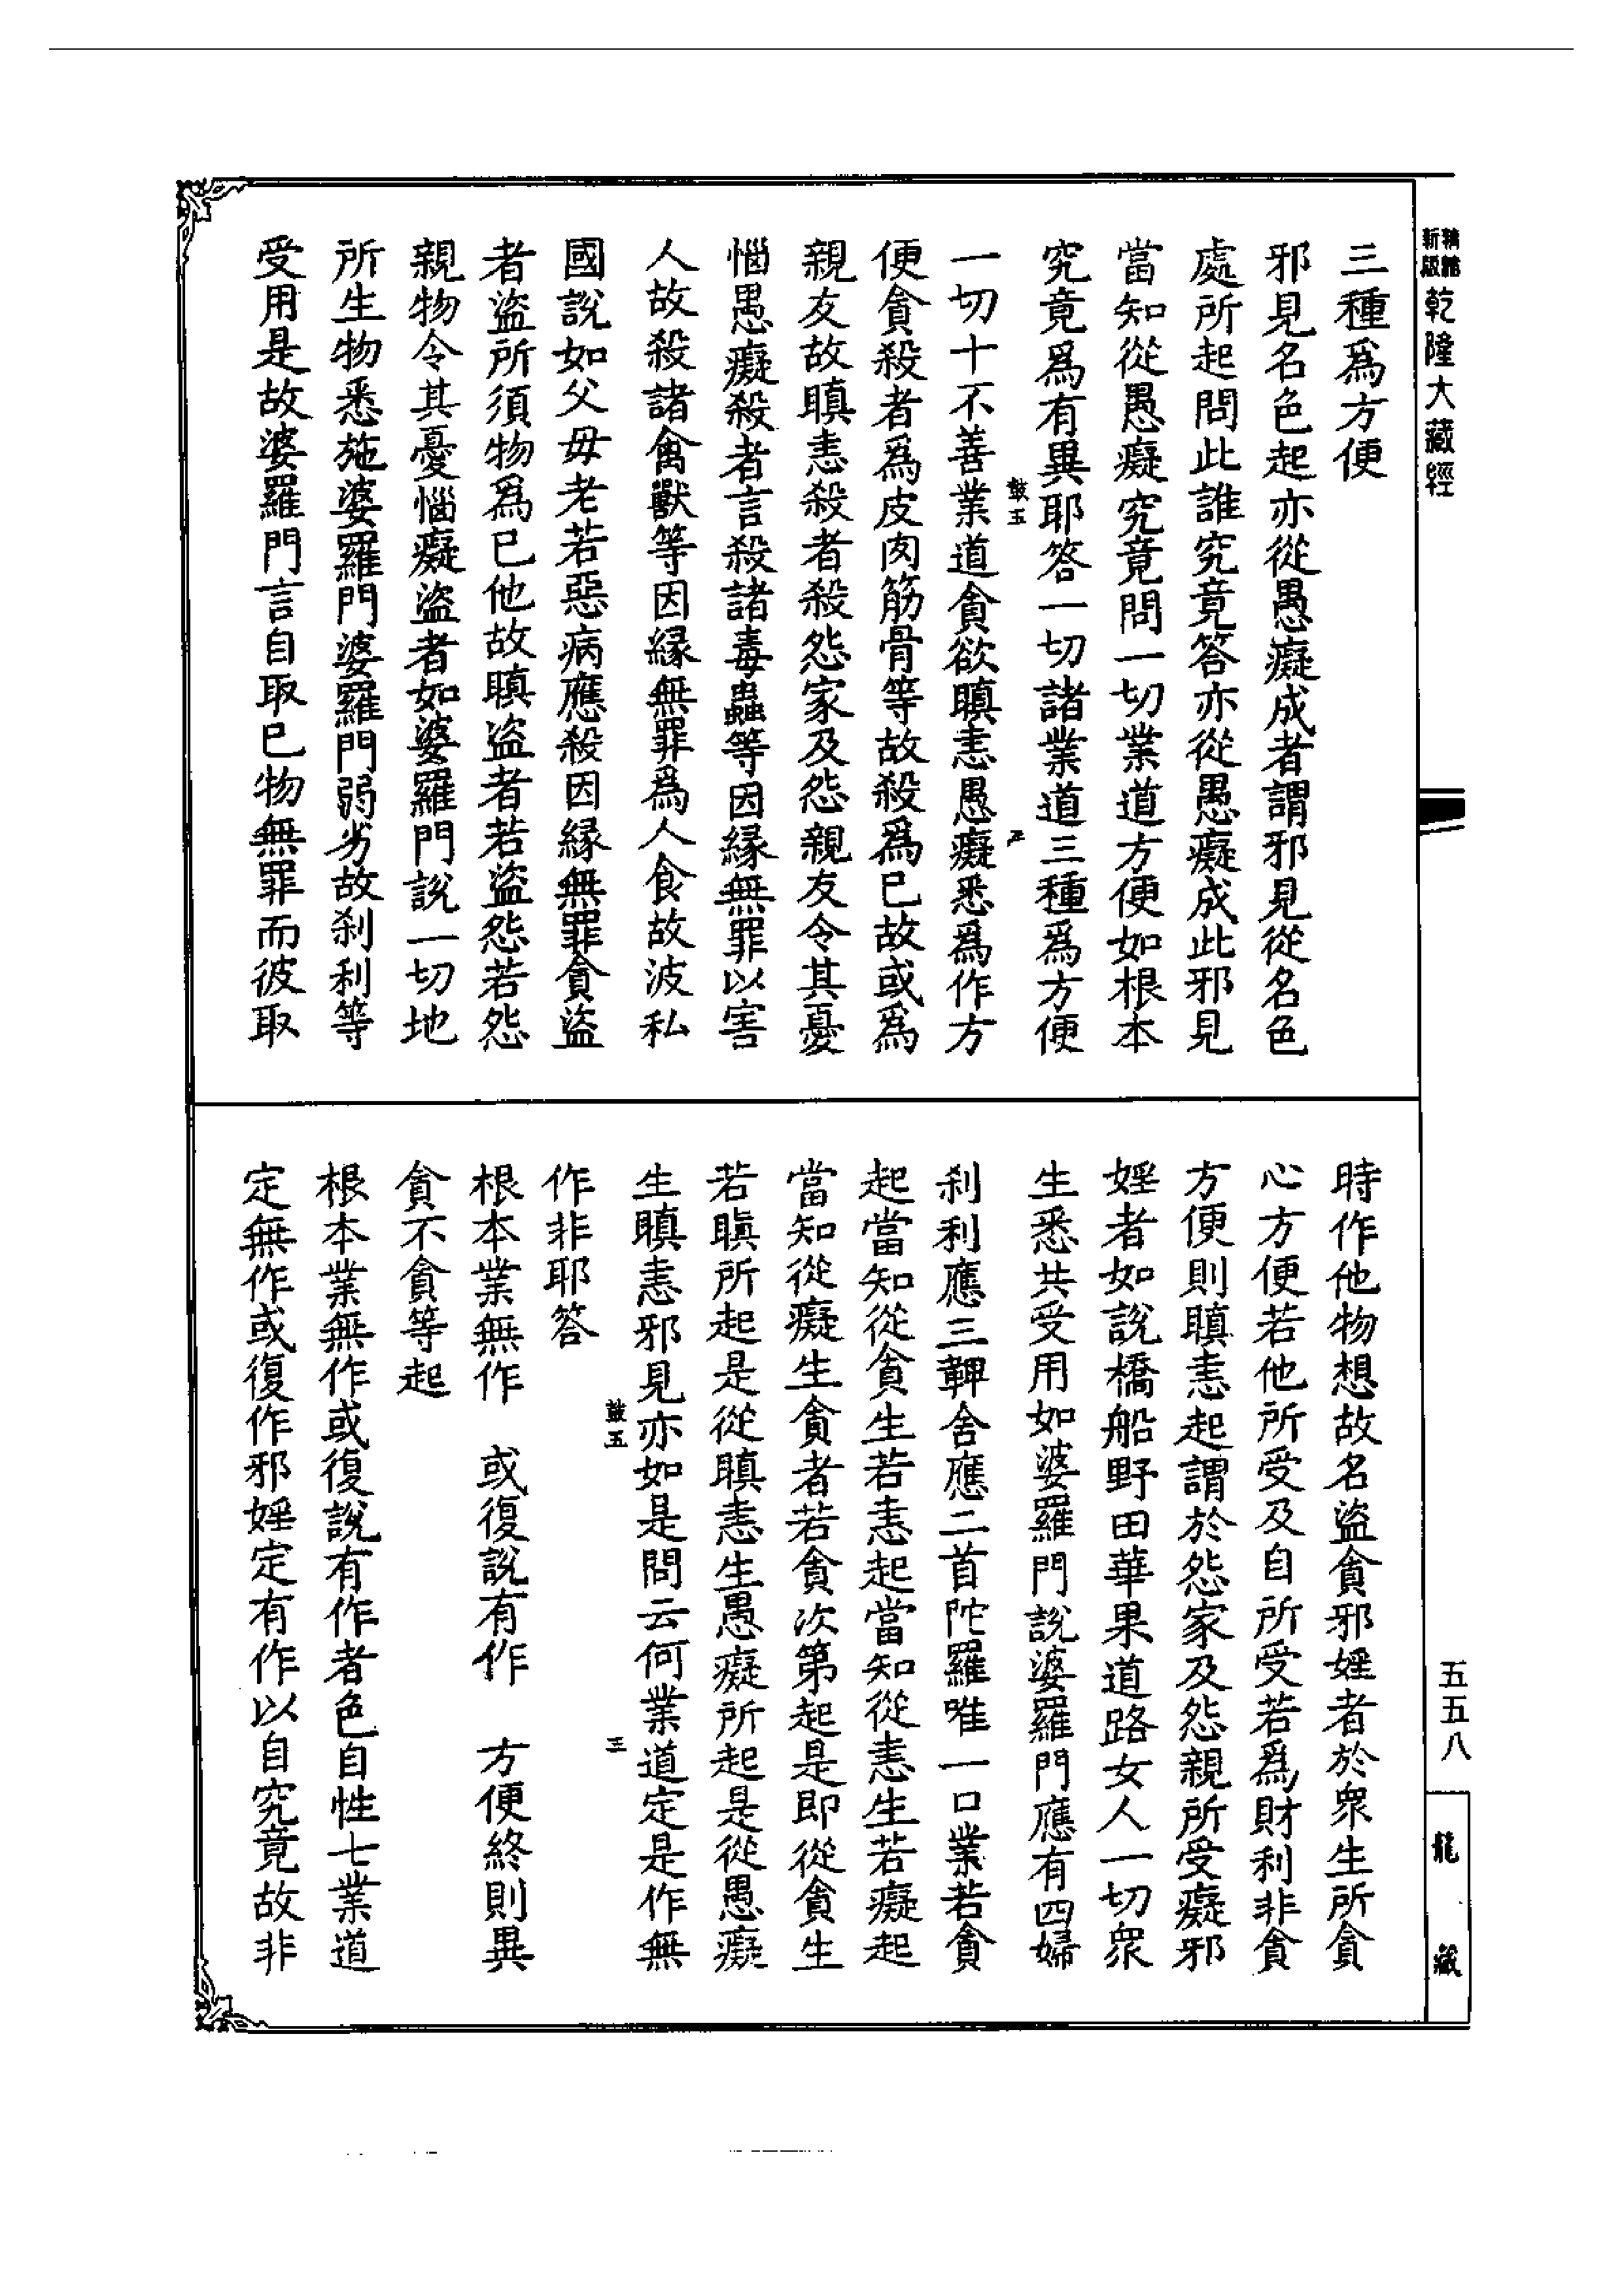 新編縮版
乾隆大藏經
三種爲方便
邪見名色起亦從愚癡成者謂邪見從名色
處所起問此誰究竟答亦從愚癡成此邪見
當知從愚癡究竟問一切業道方便如根本
究竟爲有異耶答一切諸業道三種爲方便
鼓五
一切十不善業道貪欲瞋恚愚癡悉爲作方
便貪殺者爲皮肉筋骨等故殺爲已故或爲
親友故瞋恚殺者殺怨家及怨親友令其憂
惱愚癡殺者言殺諸毒蟲等因緣無罪以害
人故殺諸禽獸等因緣無罪爲人食故波私
國說如父母老若惡病應殺因緣無罪貪盜
者盜所須物爲已他故瞋盜者若盜怨若怨
親物令其憂惱癡盜者如婆羅門說一切地
所生物悉施婆羅門婆羅門弱劣故刹利等
受用是故婆羅門言自取已物無罪而彼取
時作他物想故名盜貪邪婬者於眾生所貪
心方便若他所受及自所受若爲財利非貪
方便則瞋恚起謂於怨家及怨親所受癡邪
婬者如說橋船野田華果道路女人一切眾
生悉共受用如婆羅門說婆羅門應有四婦
刹利應三鞞舍應二首陀羅唯一口業若貪
起當知從貪生若恚起當知從恚生若癡起
當知從癡生貪者若貪次第起是即從貪生
若瞋所起是從瞋恚生愚癡所起是從愚癡
生瞋恚邪見亦如是問云何業道定是作無
鼓五
王
作非耶答
根本業無作　或復說有作　方便終則異
貪不貪等起
根本業無作或復說有作者色自性七業道
定無作或復作邪婬定有作以自究竟故非
五五八
龍藏